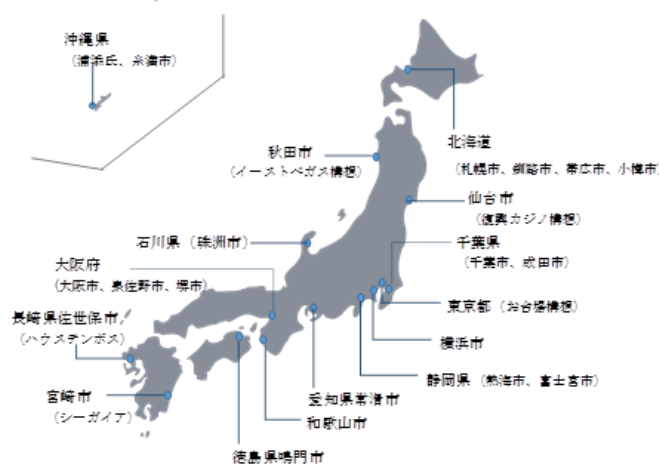 沖縄県
(浦添氏、糸満市)
北海道
(札幌市、釧路市、帯広市、小樽市)
秋田市
(イーストベガス構想)
仙台市
(復興カジノ構想)
石川県(珠洲市)
千葉県
(千葉市、成田市)
大阪府
(大阪市、泉佐野市、堺市)
東京都(お台場構想)
長崎県佐世保市
(ハウステンボス)
横浜市
静岡県(熱海市、富士宮市)
宮崎市
(シーガイア)
愛知県常滑市
和歌山市
徳島県鳴門市